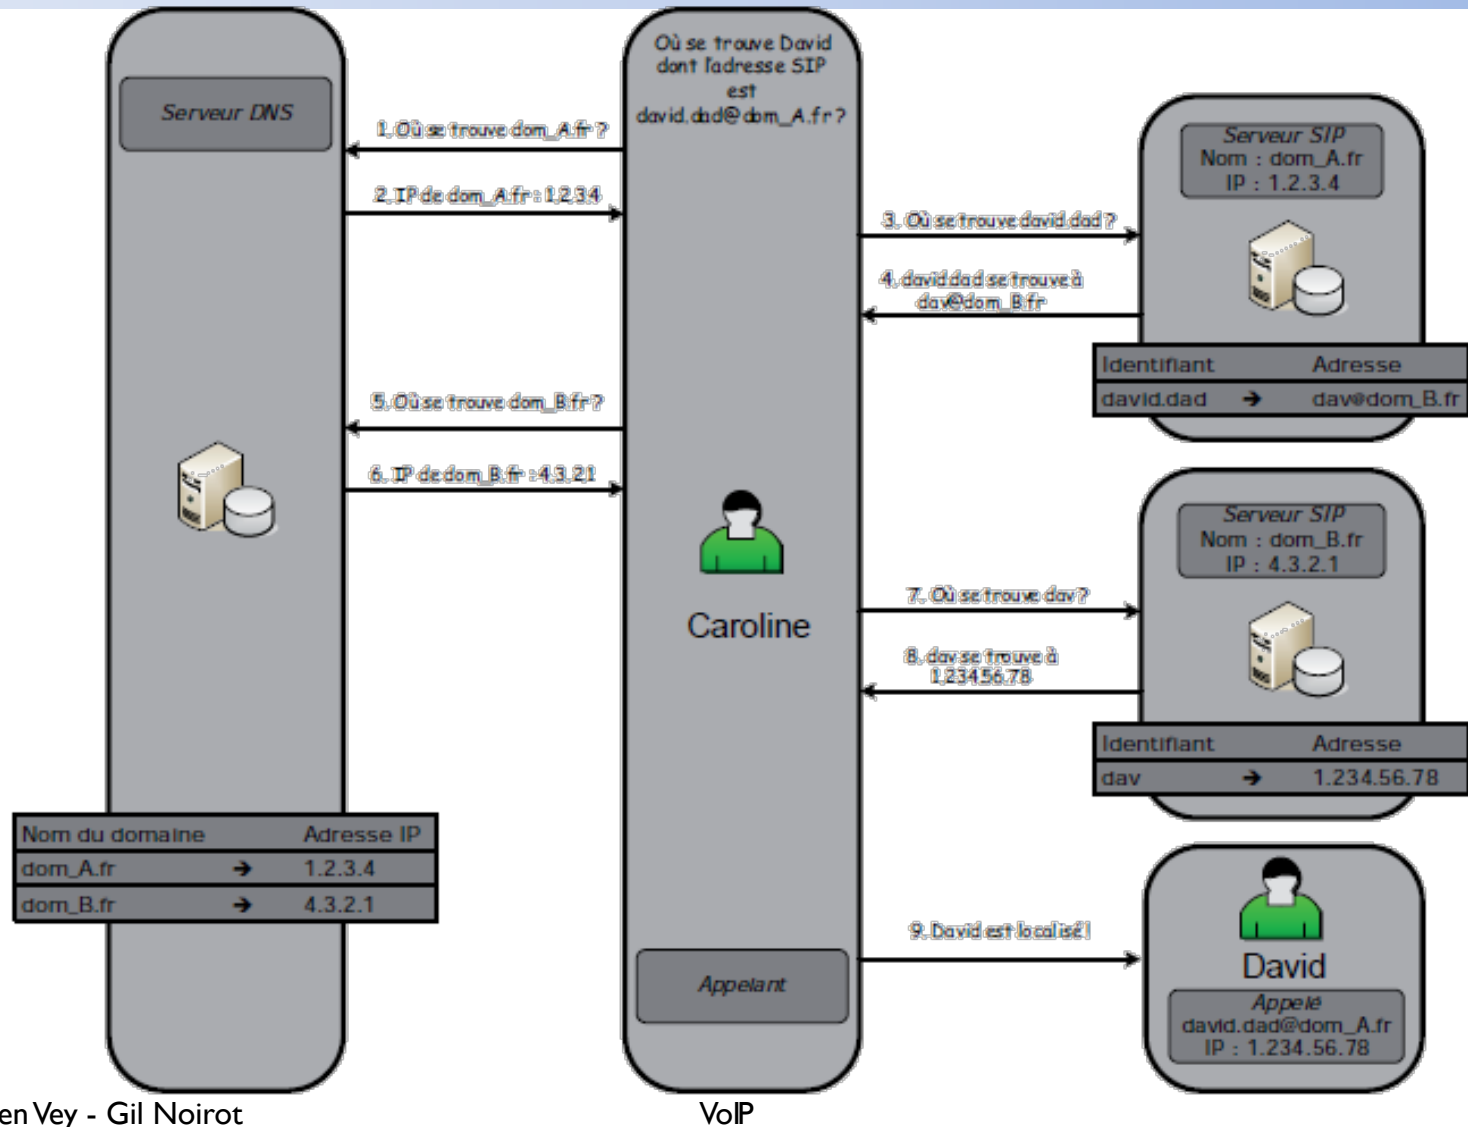 Serveur DNS
Où se trouve David
dont l'adresse SIP
est
david.dad@dom_A.fr?
1. Où se trouve dom_A.fr ?
2. IP de dom_A.fr : 1.2.3.4
3. Où se trouve david.dad ?
4. david.dad se trouve à
dav@dom_B.fr
Serveur SIP
Nom : dom_A.fr
IP : 1.2.3.4
Identifiant Adresse
david.dad ➔ dav@dom_B.fr
5. Où se trouve dom_B.fr ?
6. IP de dom_B.fr : 4.3.2.1
Caroline
Serveur SIP
Nom : dom_B.fr
IP : 4.3.2.1
7. Où se trouve dav ?
8. dav se trouve à
1.234.56.78
Identifiant Adresse
dav ➔ 1.234.56.78
Nom du domaine Adresse IP
dom_A.fr ➔ 1.2.3.4
dom_B.fr ➔ 4.3.2.1
9. David est localisé !
Appelant
David
Appelé
david.dad@dom_A.fr
IP : 1.234.56.78
en Vey - Gil Noirot
VoIP